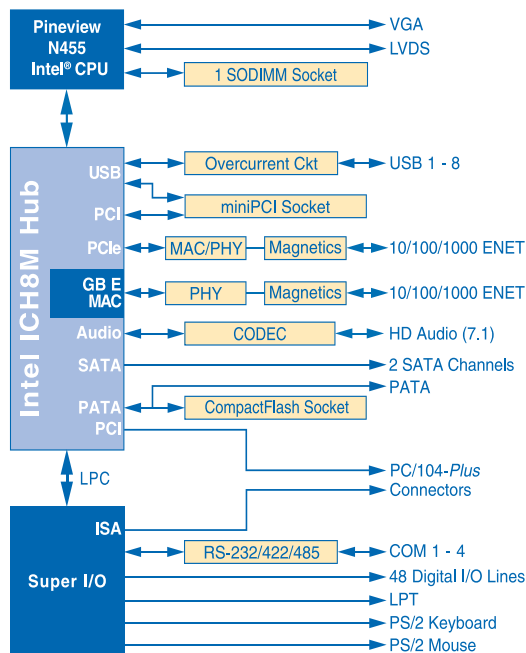 Pineview
N455
Intel® CPU
VGA
LVDS
1 SODIMM Socket
Intel ICH8M Hub
USB
Overcurrent Ckt
USB 1 - 8
miniPCI Socket
PCI
PCIe
MAC/PHY
Magnetics
10/100/1000 ENET
GB E
MAC
PHY
Magnetics
10/100/1000 ENET
Audio
CODEC
HD Audio (7.1)
SATA
2 SATA Channels
PATA
PATA
CompactFlash Socket
PCI
LPC
PC/104-Plus
Connectors
Super I/O
ISA
RS-232/422/485
COM 1 - 4
48 Digital I/O Lines
LPT
PS/2 Keyboard
PS/2 Mouse